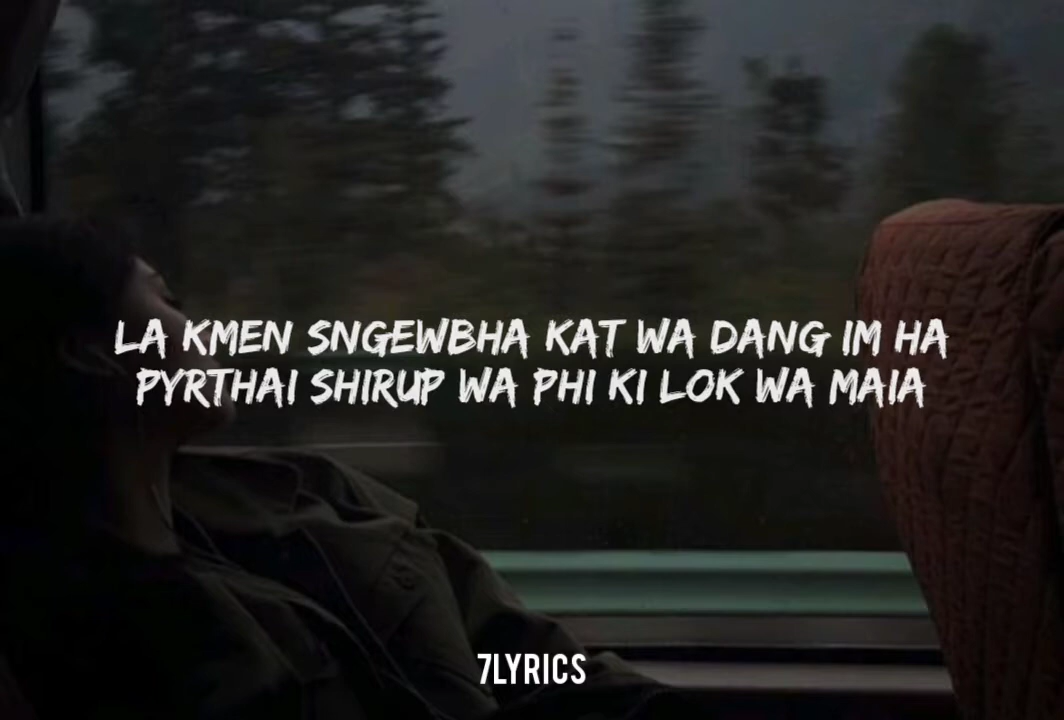 LA KMEN SNGEWBHA KAT WA DANG IM HA
PYRTHAI SHIRUP WA PHI KI LOK WA MAIA
7LYRICS